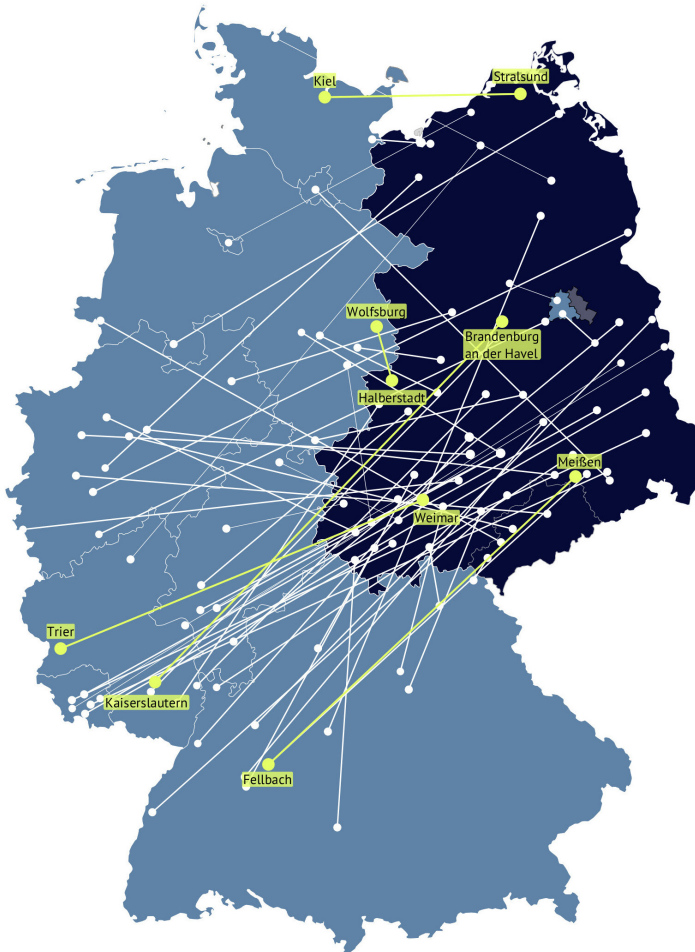 Stralsund
Kiel
Wolfsburg
Brandenburg
an der Havel
Halberstadt
Meißen
Weimar
Trier
Kaiserslautern
Fellbach